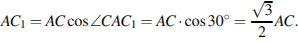 AC₁ = AC cos∠CAC₁ = AC · cos 30° = √3/2 AC.